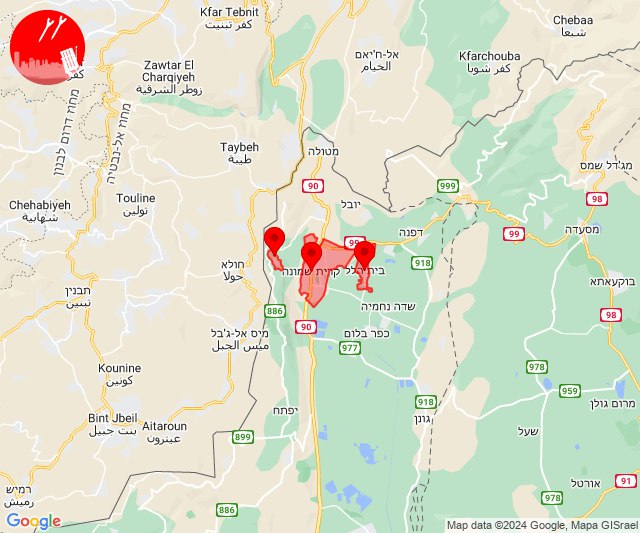 Kfar Tebnit
كفر تبنيت
Chebaa
شبعا
אל-ח'יאם
الخيام
Kfarchouba
كفر شوبا
Zawtar El
Charqiyeh
زوطر الشرقية
מחוז דרום לבנון
מחוז אל-נבטיה
Taybeh
طيبة
מטולה
מג'דל שמס
90
999
98
Chehabiyeh
شهابية
Touline
تولين
יובל
99
דפנה
99
מסעדה
חולא
حولا
918
קרית שמונה
בית הלל
תבנין
تبنين
בוקעאתא
886
שדה נחמיה
98
מיס אל-ג'בל
ميس الجبل
90
כפר בלום
977
Kounine
كونين
978
959
918
מרום גולן
Bint Jbeil
بنت جبيل
Aitaroun
عيترون
יפתח
גונן
899
שעל
רמיש
رميش
886
978
אורטל
91
Google
Map data ©2024 Google, Mapa GISrael